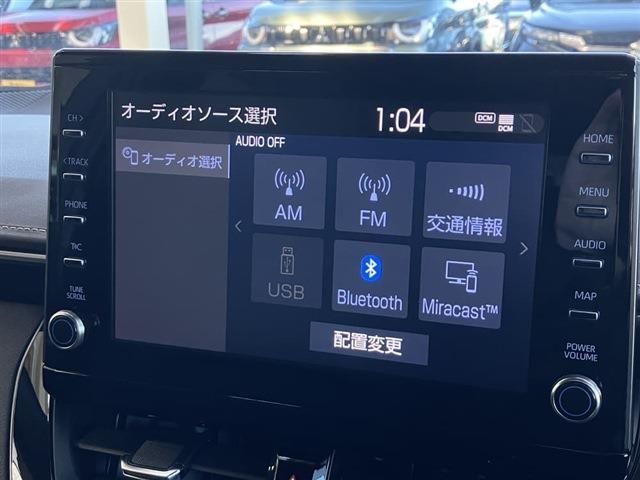 オーディオソース選択
1:04
DCM
DCM
オーディオ選択
AUDIO OFF
AM
FM
交通情報
USB
Bluetooth
Miracast™
配置変更
CH >
< TRACK
PHONE
TUNE
SCROLL
HOME
MENU
AUDIO
MAP
POWER
VOLUME